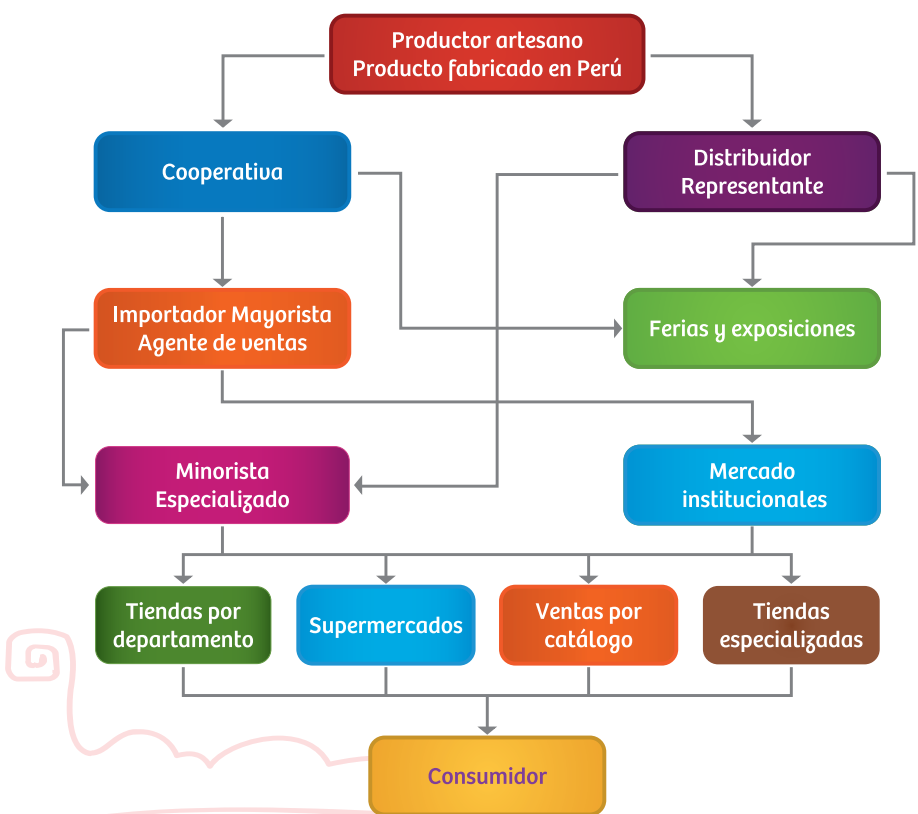 Productor artesano
Producto fabricado en Perú
Cooperativa
Distribuidor
Representante
Importador Mayorista
Agente de ventas
Ferias y exposiciones
Minorista
Especializado
Mercado
institucionales
Tiendas por
departamento
Supermercados
Ventas por
catálogo
Tiendas
especializadas
Consumidor